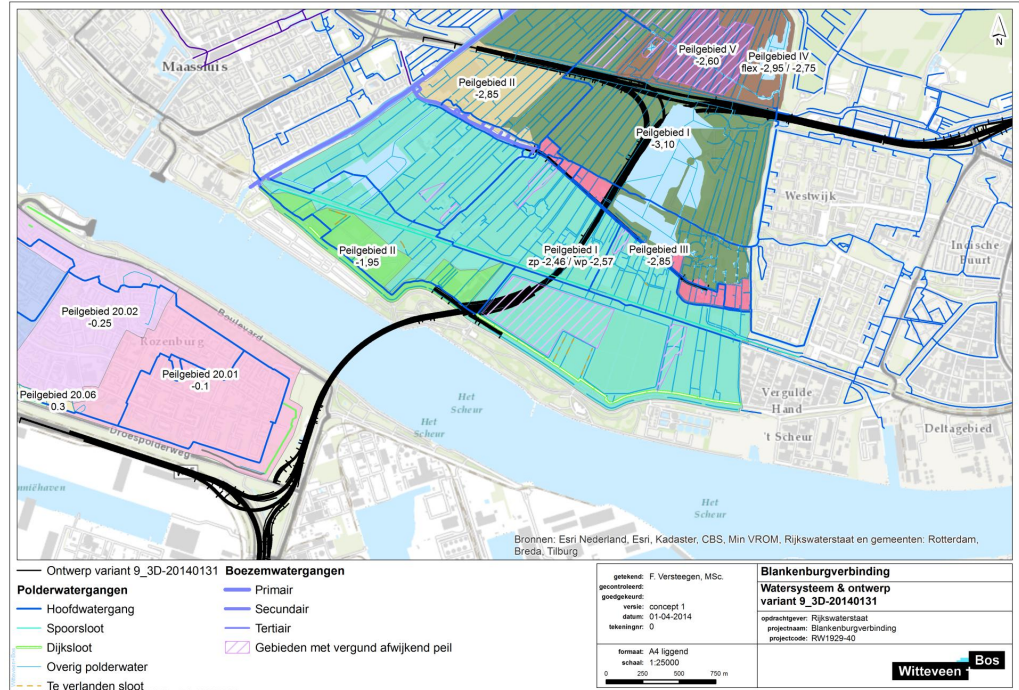 N
Maassluis
Peilgebied V
-2,60
Peilgebied IV
flex -2,95 / -2,75
Peilgebied II
-2,85
Peilgebied I
-3,10
Westwijk
Indische
Buurt
Peilgebied II
-1,95
Peilgebied I
zp -2,46 / wp -2,57
Peilgebied III
-2,85
Peilgebied 20.02
-0.25
Boulevard
Rozenburg
Peilgebied 20.01
-0.1
Peilgebied 20.06
0.3
Droespolderweg
Het
Scheur
Het
Scheur
Vergulde
Hand
't Scheur
Deltagebied
Het
Scheur
Bronnen: Esri Nederland, Esri, Kadaster, CBS, Min VROM, Rijkswaterstaat en gemeenten: Rotterdam,
Breda, Tilburg
Ontwerp variant 9_3D-20140131
Polderwatergangen
Hoofdwatergang
Spoorsloot
Dijksloot
Overig polderwater
Te verlanden sloot
Boezemwatergangen
Primair
Secundair
Tertiair
Gebieden met vergund afwijkend peil
getekend: F. Versteegen, MSc.
gecontroleerd:
goedgekeurd:
versie: concept 1
datum: 01-04-2014
tekeningnr: 0
formaat: A4 liggend
schaal: 1:25000
0 250 500 750 m
Blankenburgverbinding
Watersysteem & ontwerp
variant 9_3D-20140131
opdrachtgever: Rijkswaterstaat
projectnaam: Blankenburgverbinding
projectcode: RW1929-40
Witteveen + Bos